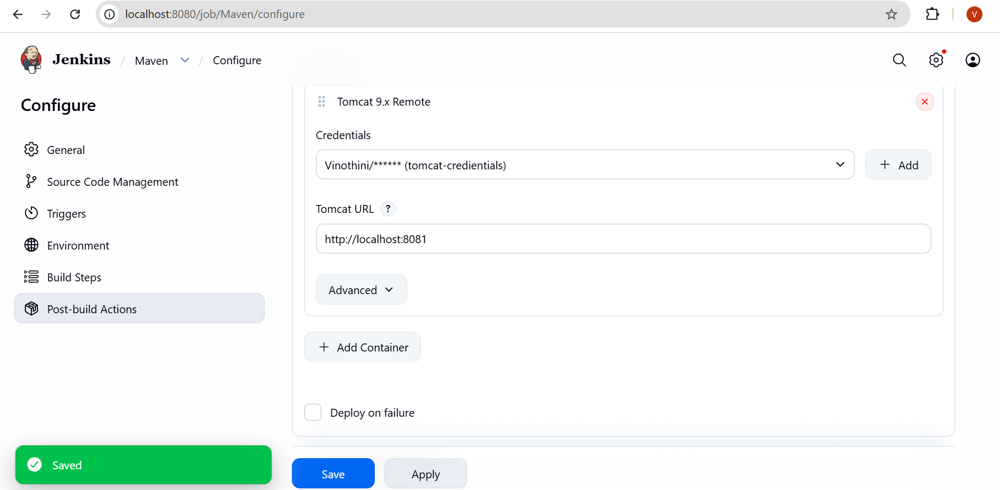 localhost:8080/job/Maven/configure
V
Jenkins / Maven / Configure
Configure
General
Source Code Management
Triggers
Environment
Build Steps
Post-build Actions
Tomcat 9.x Remote
Credentials
Vinothini/****** (tomcat-credientials)
+ Add
Tomcat URL ?
http://localhost:8081
Advanced
+ Add Container
Deploy on failure
Saved
Save
Apply